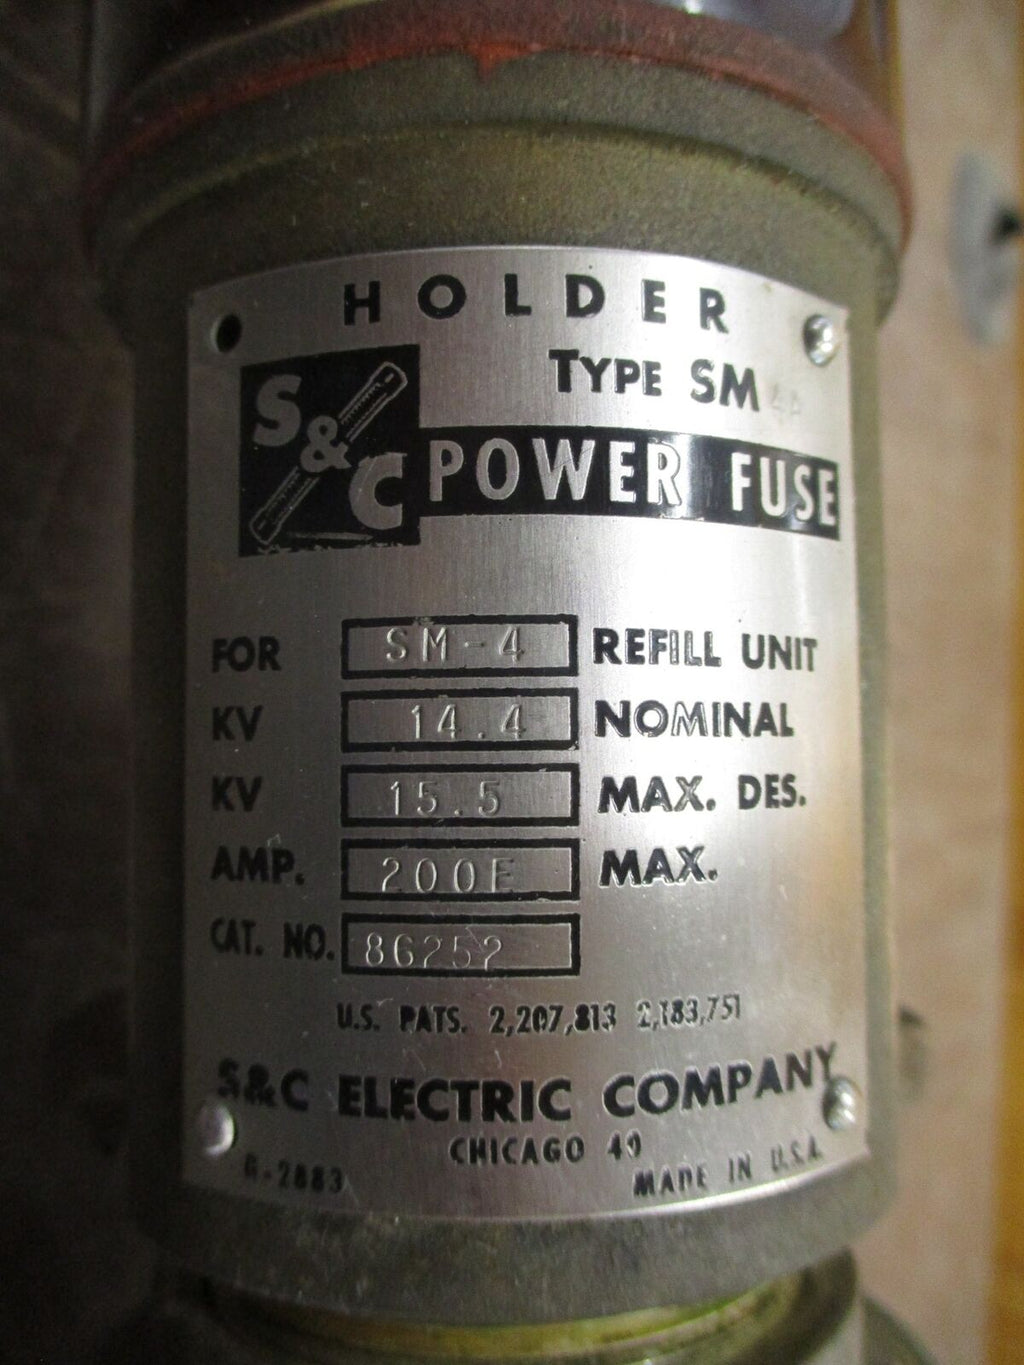 HOLDER
TYPE SM 4A
S&C POWER FUSE
FOR SM-4 REFILL UNIT
KV 14.4 NOMINAL
KV 15.5 MAX. DES.
AMP. 200E MAX.
CAT. NO. 86252
U.S. PATS. 2,207,813 2,183,751
S&C ELECTRIC COMPANY
CHICAGO 40
MADE IN U.S.A.